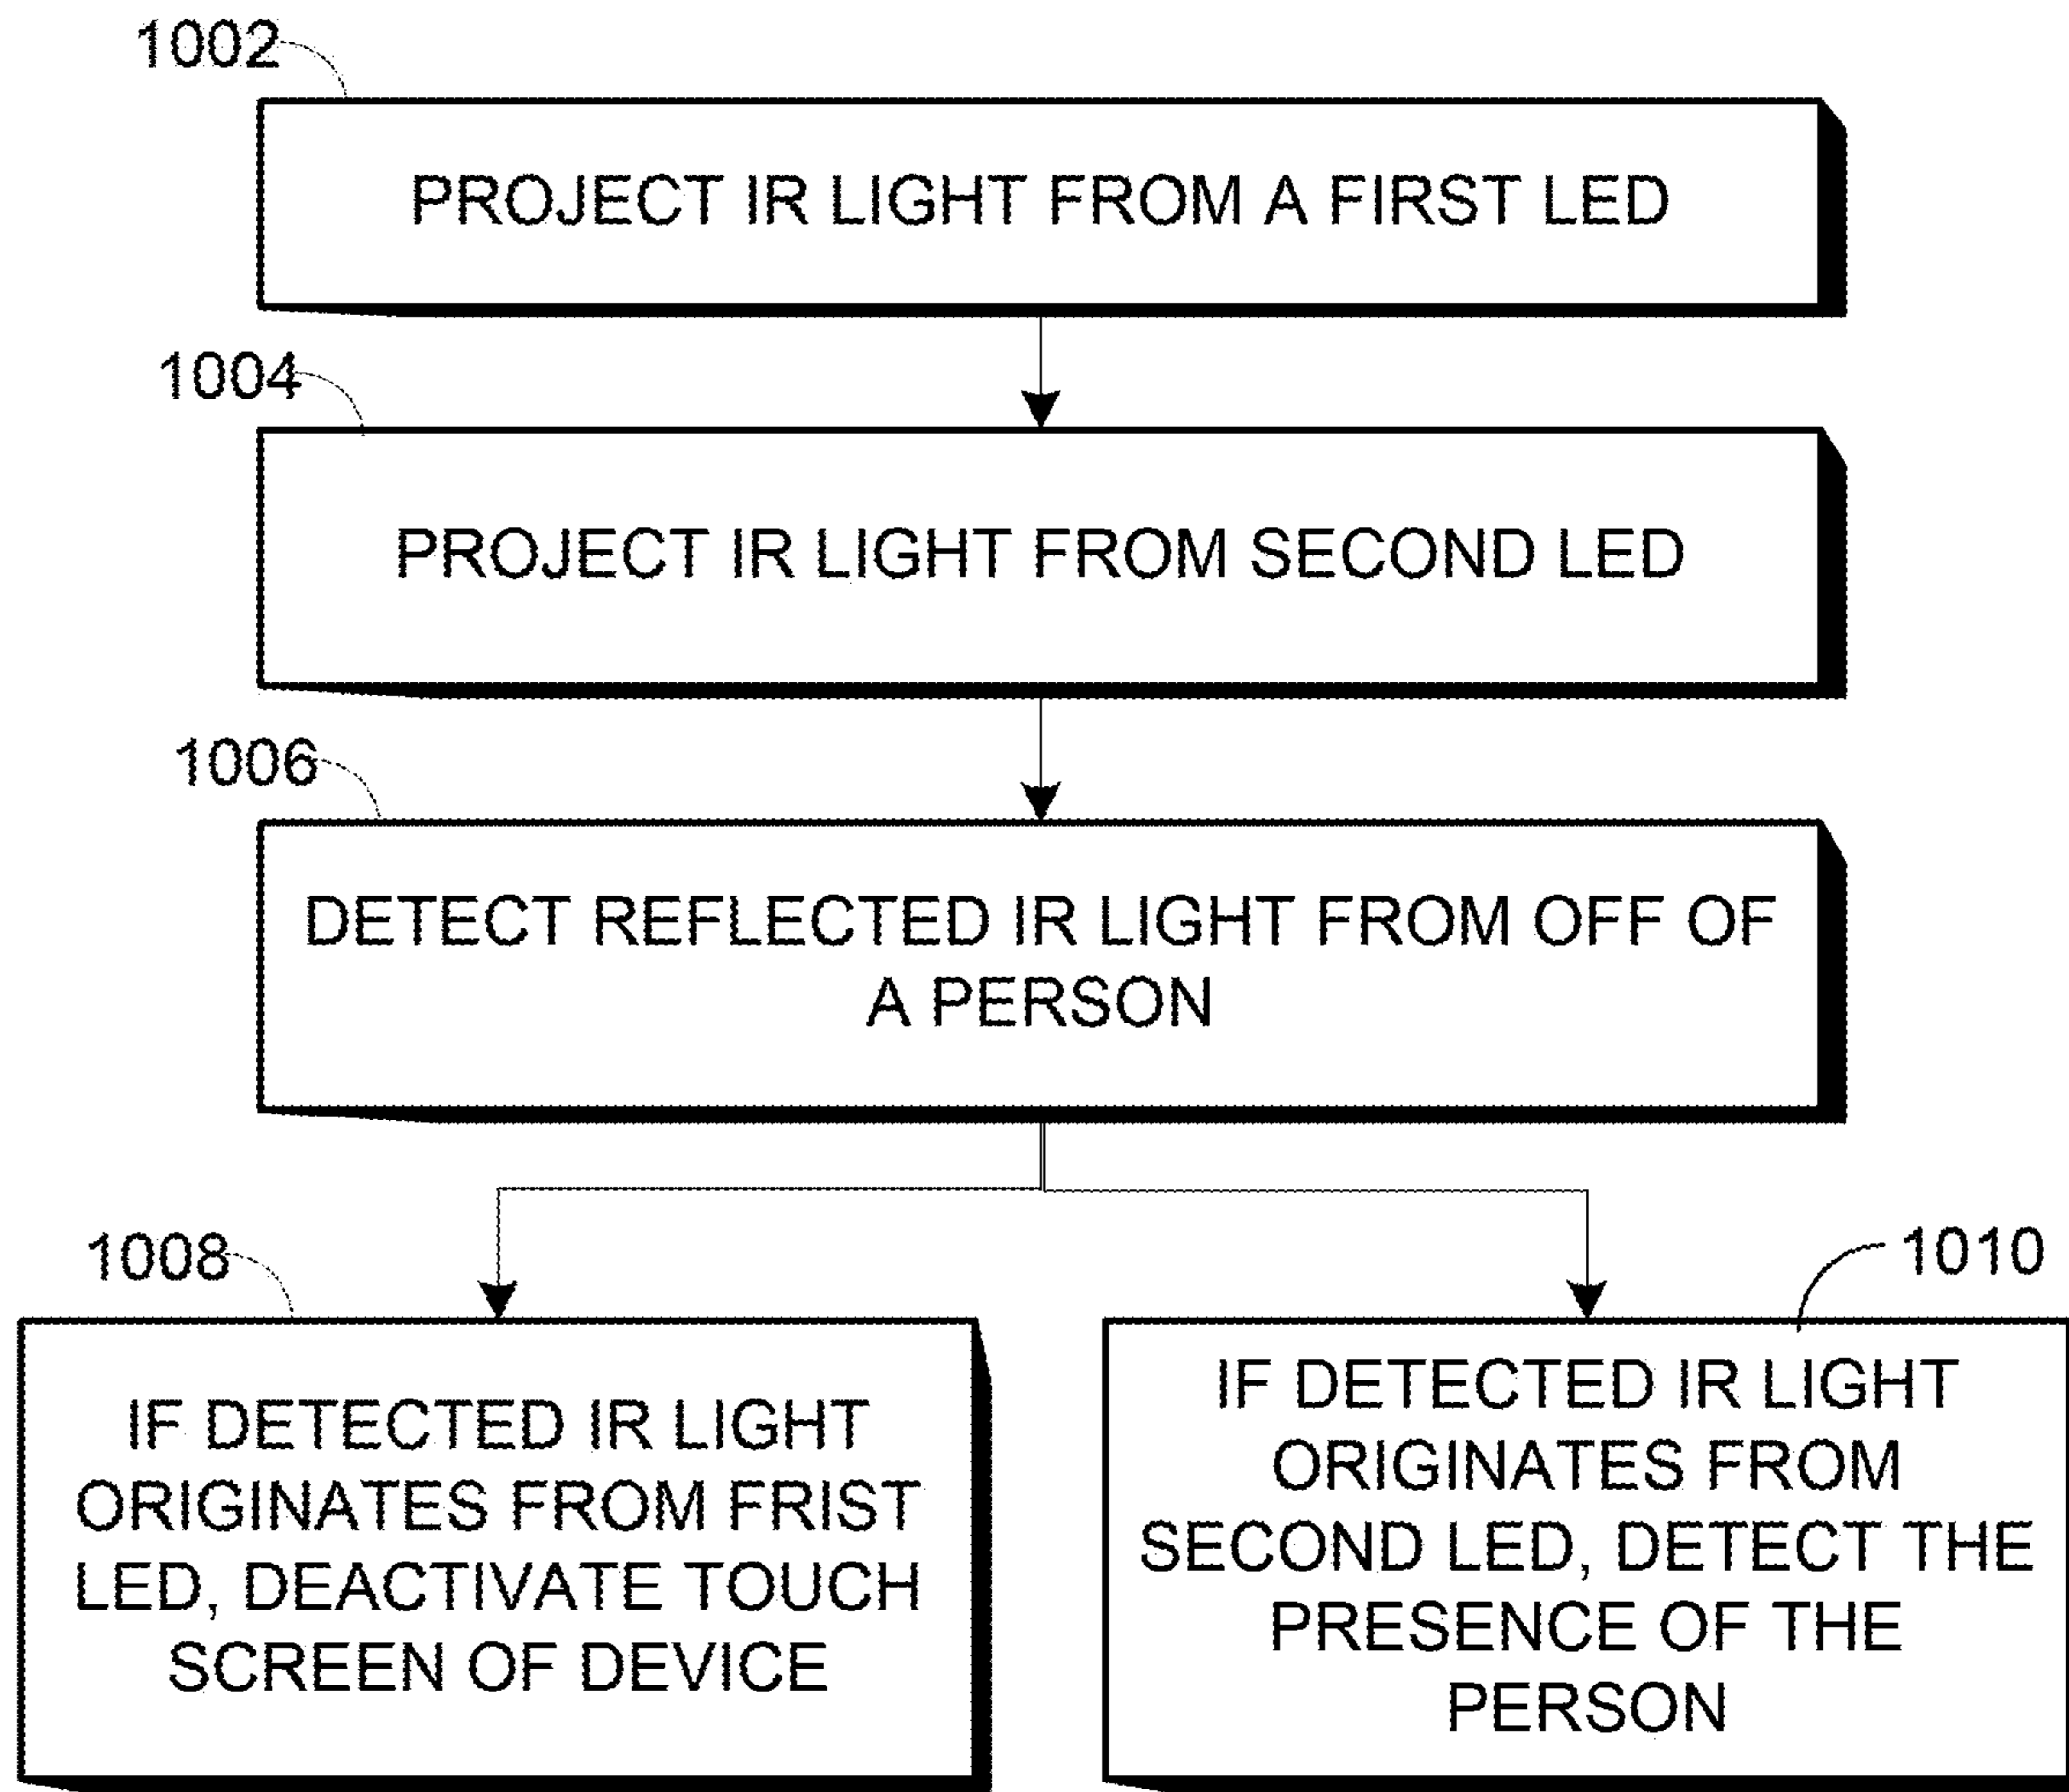 1002
PROJECT IR LIGHT FROM A FIRST LED
1004
PROJECT IR LIGHT FROM SECOND LED
1006
DETECT REFLECTED IR LIGHT FROM OFF OF
A PERSON
1008
IF DETECTED IR LIGHT
ORIGINATES FROM FRIST
LED, DEACTIVATE TOUCH
SCREEN OF DEVICE
1010
IF DETECTED IR LIGHT
ORIGINATES FROM
SECOND LED, DETECT THE
PRESENCE OF THE
PERSON